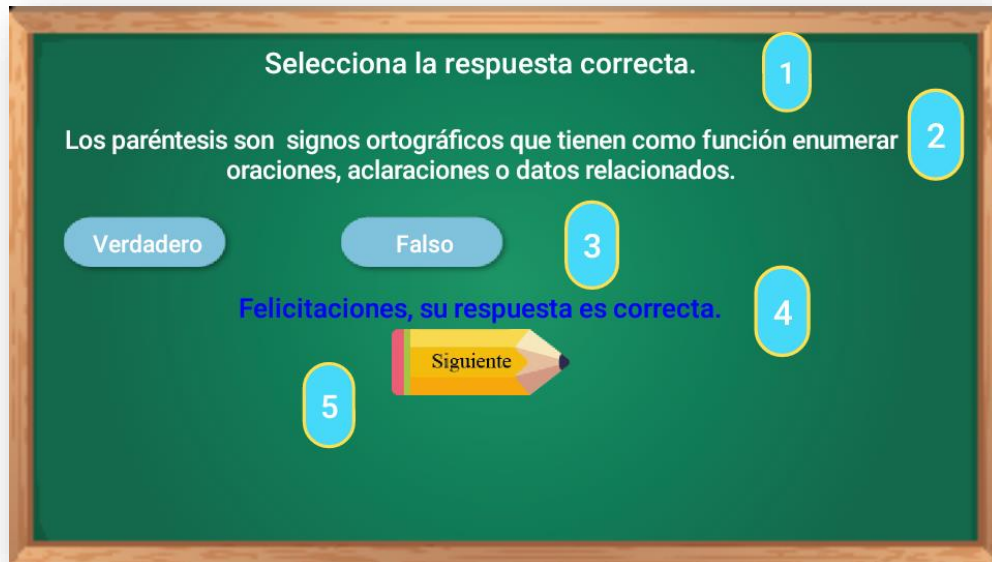 Selecciona la respuesta correcta.
1
Los paréntesis son signos ortográficos que tienen como función enumerar
2
oraciones, aclaraciones o datos relacionados.
Verdadero
Falso
3
Felicitaciones, su respuesta es correcta.
4
Siguiente
5